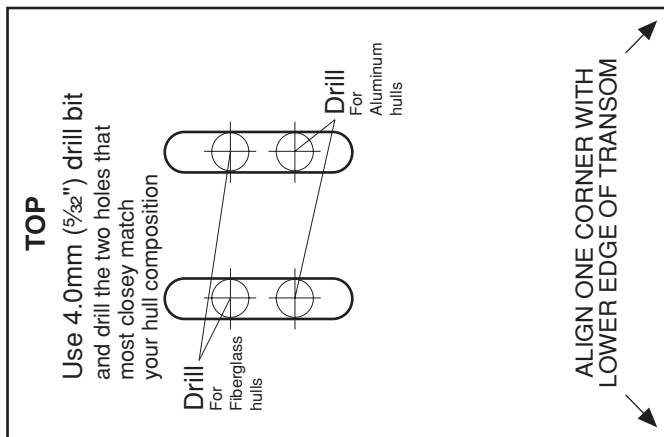 TOP
Use 4.0mm (5/32") drill bit
and drill the two holes that
most closey match
your hull composition
Drill
For
Fiberglass
hulls
Drill
For
Aluminum
hulls
ALIGN ONE CORNER WITH
LOWER EDGE OF TRANSOM